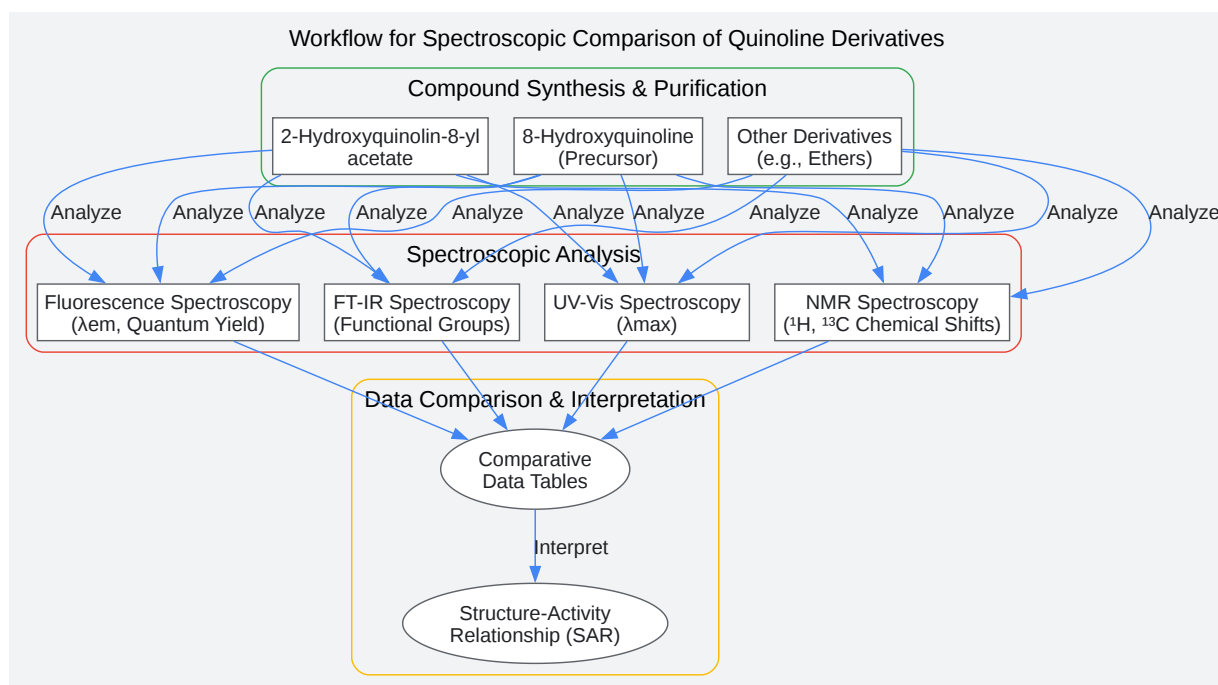 Workflow for Spectroscopic Comparison of Quinoline Derivatives
Compound Synthesis & Purification
2-Hydroxyquinolin-8-yl
acetate
8-Hydroxyquinoline
(Precursor)
Other Derivatives
(e.g., Ethers)
Analyze
Analyze
Analyze
Analyze
Analyze
Analyze
Analyze
Analyze
Analyze
Analyze
Analyze
Analyze
Spectroscopic Analysis
Fluorescence Spectroscopy
(λem, Quantum Yield)
FT-IR Spectroscopy
(Functional Groups)
UV-Vis Spectroscopy
(λmax)
NMR Spectroscopy
(¹H, ¹³C Chemical Shifts)
Data Comparison & Interpretation
Comparative
Data Tables
Interpret
Structure-Activity
Relationship (SAR)